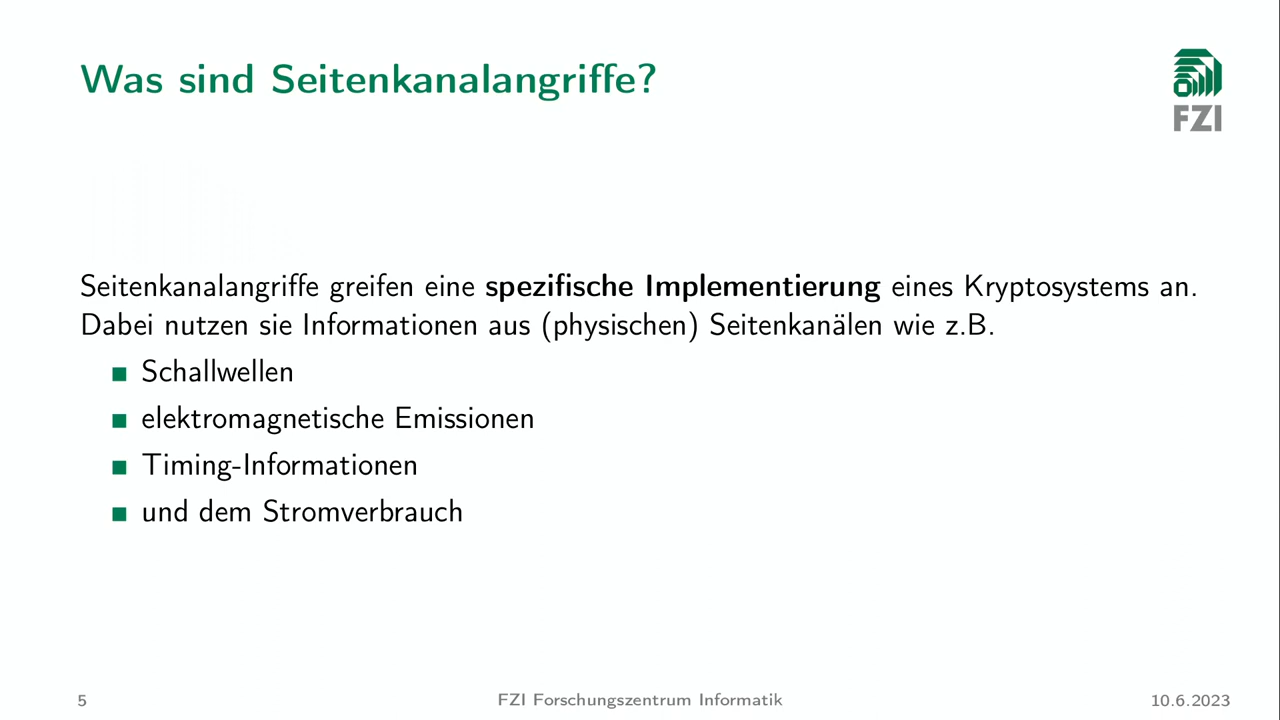 Was sind Seitenkanalangriffe?
FZI
Seitenkanalangriffe greifen eine spezifische Implementierung eines Kryptosystems an.
Dabei nutzen sie Informationen aus (physischen) Seitenkanälen wie z.B.
Schallwellen
elektromagnetische Emissionen
Timing-Informationen
und dem Stromverbrauch
5 FZI Forschungszentrum Informatik 10.6.2023